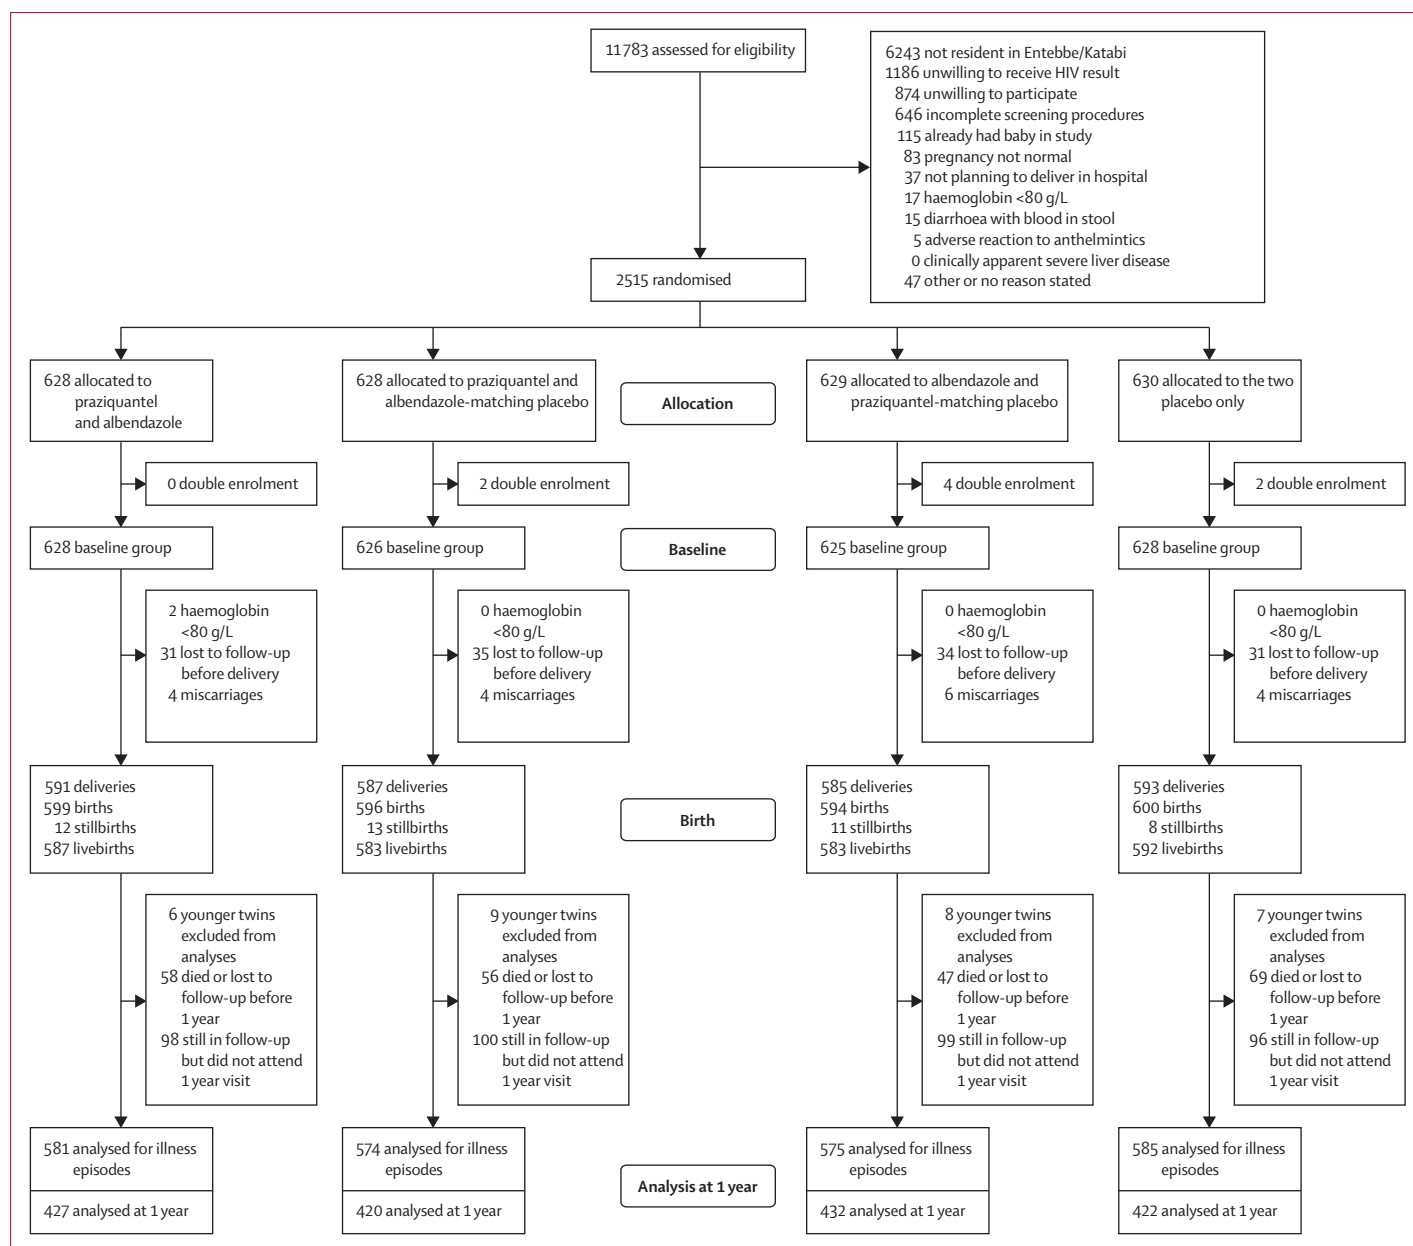 11783 assessed for eligibility
6243 not resident in Entebbe/Katabi
1186 unwilling to receive HIV result
874 unwilling to participate
646 incomplete screening procedures
115 already had baby in study
83 pregnancy not normal
37 not planning to deliver in hospital
17 haemoglobin <80 g/L
15 diarrhoea with blood in stool
5 adverse reaction to anthelmintics
0 clinically apparent severe liver disease
47 other or no reason stated
2515 randomised
628 allocated to
praziquantel
and albendazole
628 allocated to praziquantel and
albendazole-matching placebo
Allocation
629 allocated to albendazole and
praziquantel-matching placebo
630 allocated to the two
placebo only
0 double enrolment
2 double enrolment
4 double enrolment
2 double enrolment
628 baseline group
626 baseline group
Baseline
625 baseline group
628 baseline group
2 haemoglobin
<80 g/L
31 lost to follow-up
before delivery
4 miscarriages
0 haemoglobin
<80 g/L
35 lost to follow-up
before delivery
4 miscarriages
0 haemoglobin
<80 g/L
34 lost to follow-up
before delivery
6 miscarriages
0 haemoglobin
<80 g/L
31 lost to follow-up
before delivery
4 miscarriages
591 deliveries
599 births
12 stillbirths
587 livebirths
587 deliveries
596 births
13 stillbirths
583 livebirths
Birth
585 deliveries
594 births
11 stillbirths
583 livebirths
593 deliveries
600 births
8 stillbirths
592 livebirths
6 younger twins
excluded from
analyses
58 died or lost to
follow-up before
1 year
98 still in follow-up
but did not attend
1 year visit
9 younger twins
excluded from
analyses
56 died or lost to
follow-up before
1 year
100 still in follow-up
but did not attend
1 year visit
8 younger twins
excluded from
analyses
47 died or lost to
follow-up before
1 year
99 still in follow-up
but did not attend
1 year visit
7 younger twins
excluded from
analyses
69 died or lost to
follow-up before
1 year
96 still in follow-up
but did not attend
1 year visit
581 analysed for illness
episodes
427 analysed at 1 year
574 analysed for illness
episodes
420 analysed at 1 year
Analysis at 1 year
575 analysed for illness
episodes
432 analysed at 1 year
585 analysed for illness
episodes
422 analysed at 1 year